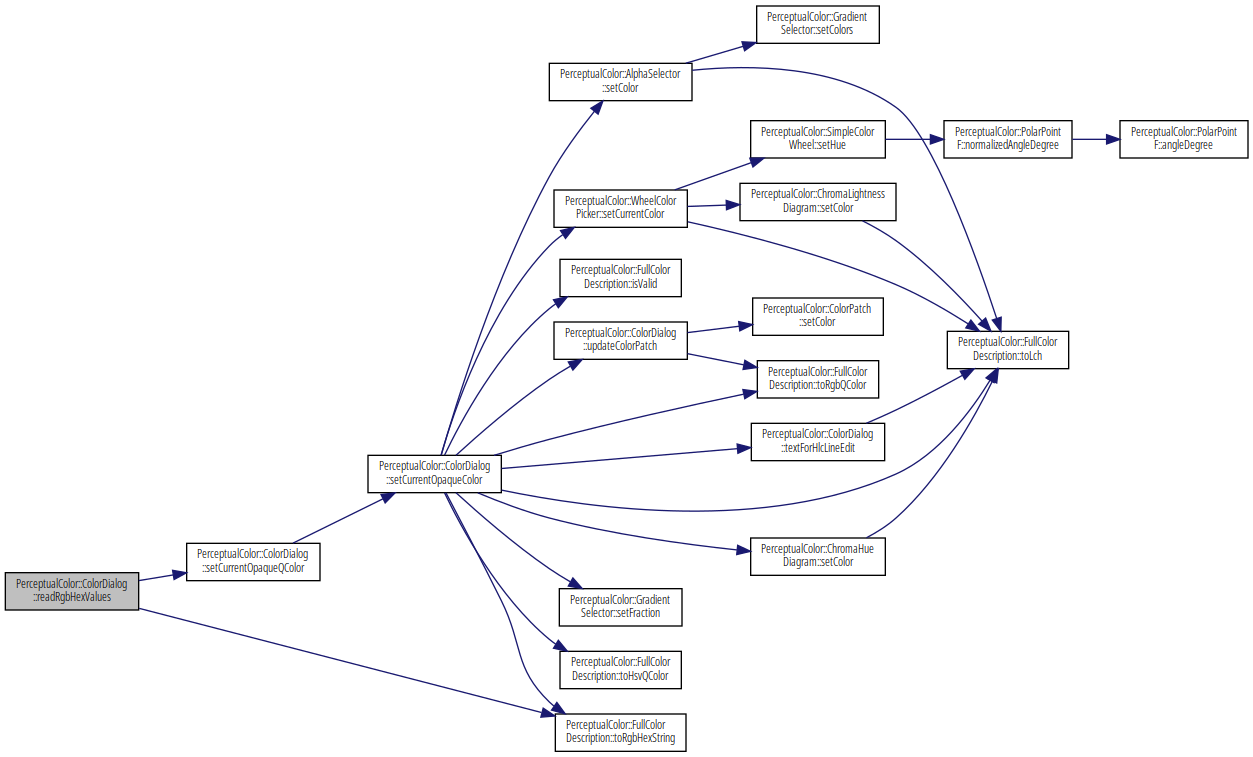 PerceptualColor::Gradient
Selector::setColors
PerceptualColor::AlphaSelector
::setColor
PerceptualColor::SimpleColor
Wheel::setHue
PerceptualColor::PolarPoint
F::normalizedAngleDegree
PerceptualColor::PolarPoint
F::angleDegree
PerceptualColor::WheelColor
Picker::setCurrentColor
PerceptualColor::ChromaLightness
Diagram::setColor
PerceptualColor::FullColor
Description::isValid
PerceptualColor::ColorDialog
::updateColorPatch
PerceptualColor::ColorPatch
::setColor
PerceptualColor::FullColor
Description::toLch
PerceptualColor::FullColor
Description::toRgbQColor
PerceptualColor::ColorDialog
::textForHlcLineEdit
PerceptualColor::ColorDialog
::setCurrentOpaqueColor
PerceptualColor::ColorDialog
::setCurrentOpaqueQColor
PerceptualColor::ChromaHue
Diagram::setColor
PerceptualColor::ColorDialog
::readRgbHexValues
PerceptualColor::Gradient
Selector::setFraction
PerceptualColor::FullColor
Description::toHsvQColor
PerceptualColor::FullColor
Description::toRgbHexString